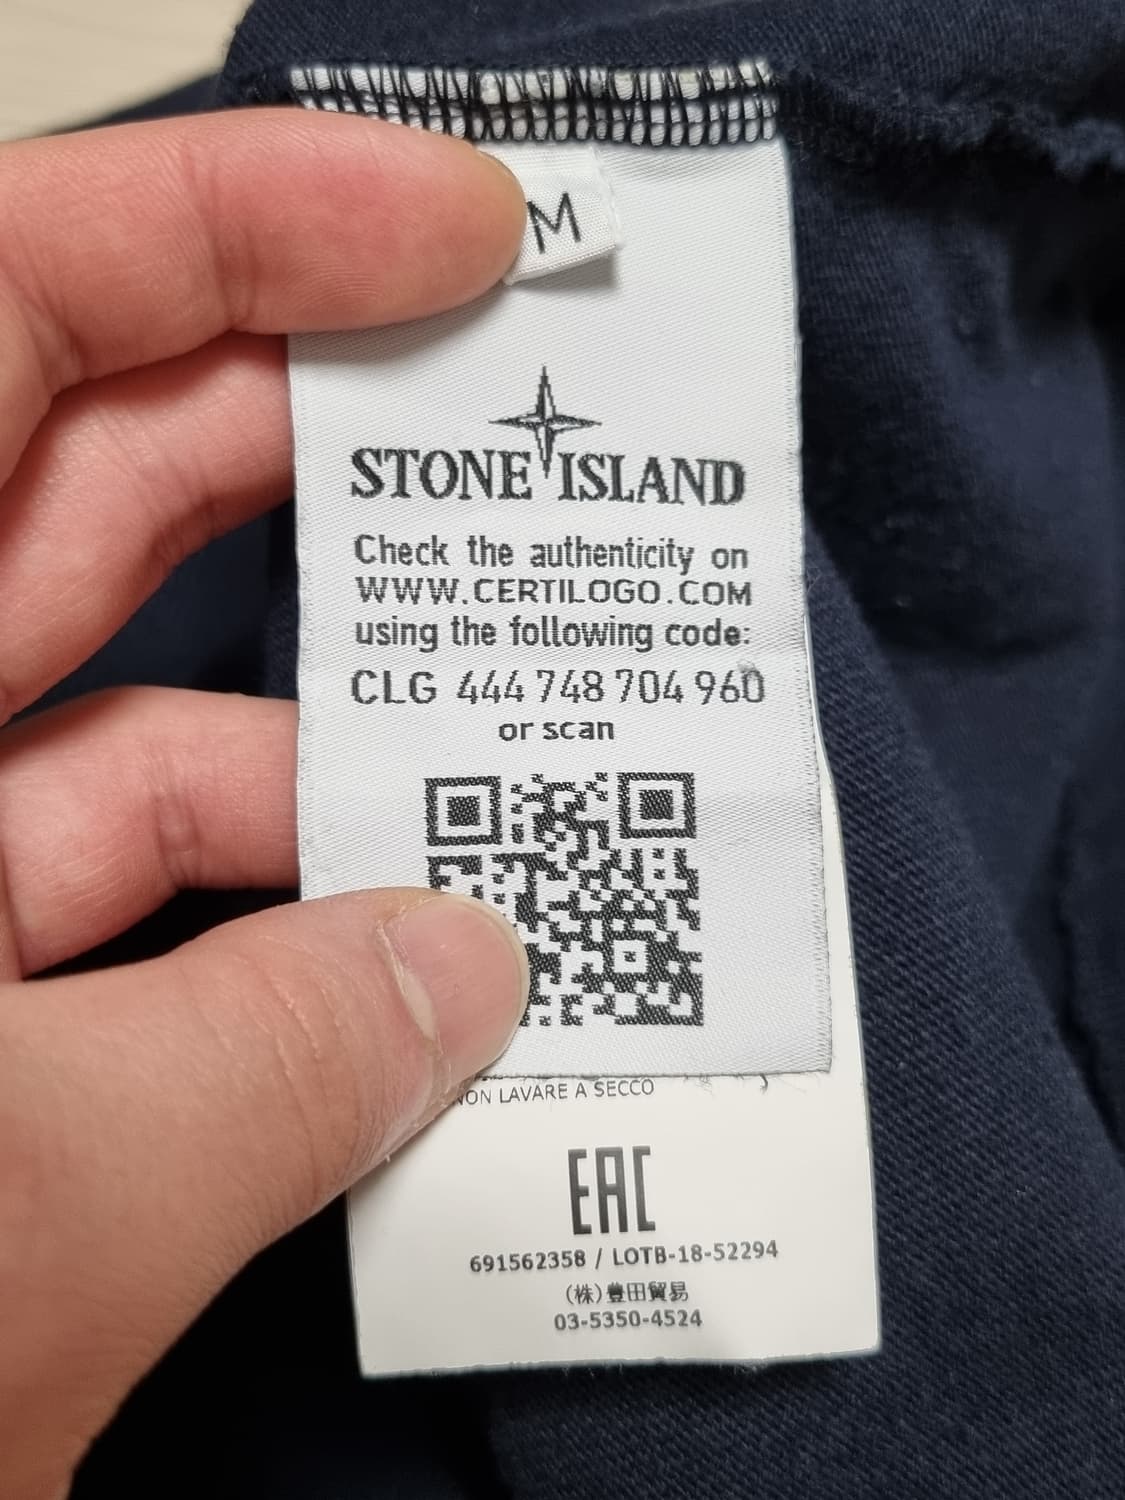 M
STONE ISLAND
Check the authenticity on
WWW.CERTILOGO.COM
using the following code:
CLG 444 748 704 960
or scan
NON LAVARE A SECCO
EAC
691562358 / LOTB-18-52294
(株)豊田貿易
03-5350-4524